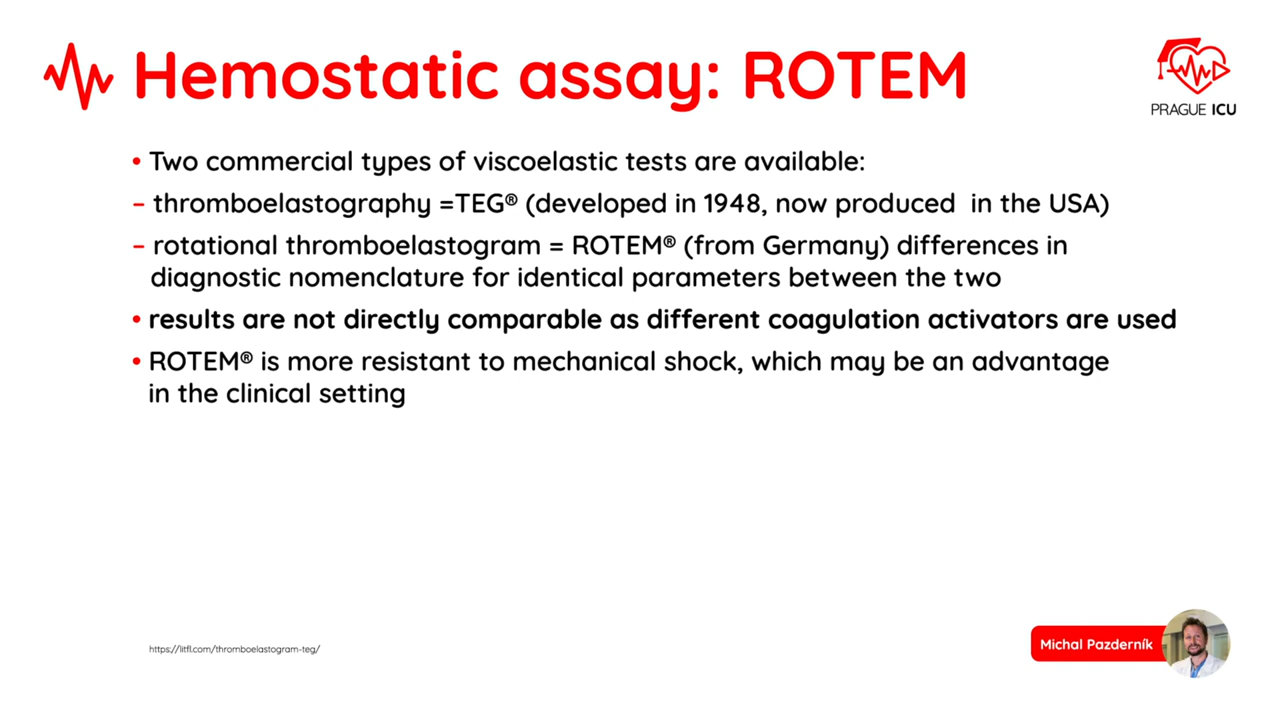 Hemostatic assay: ROTEM
PRAGUE ICU
• Two commercial types of viscoelastic tests are available:
– thromboelastography =TEG® (developed in 1948, now produced  in the USA)
– rotational thromboelastogram = ROTEM® (from Germany) differences in
diagnostic nomenclature for identical parameters between the two
• results are not directly comparable as different coagulation activators are used
• ROTEM® is more resistant to mechanical shock, which may be an advantage
in the clinical setting
https://litfl.com/thromboelastogram-teg/
Michal Pazderník